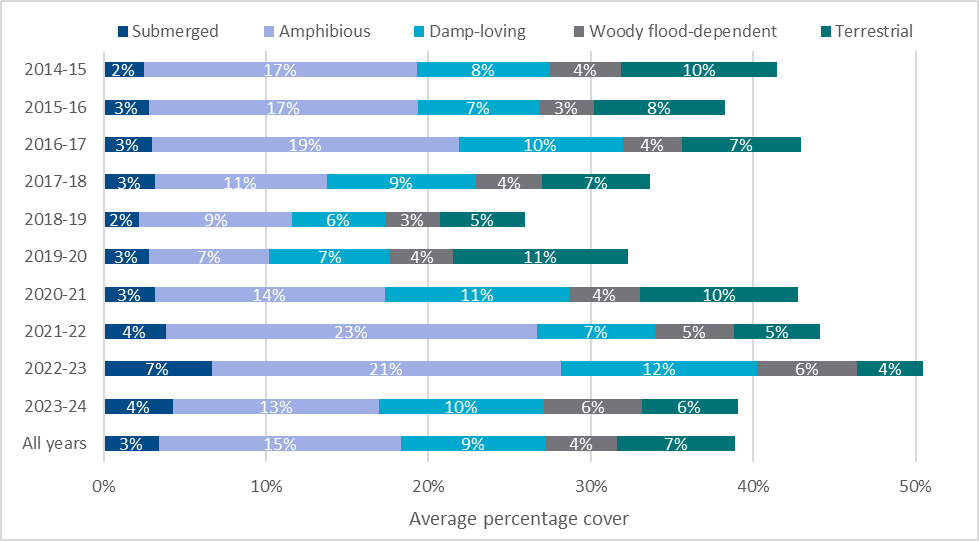 Submerged Amphibious Damp-loving Woody flood-dependent Terrestrial
2014-15 2% 17% 8% 4% 10%
2015-16 3% 17% 7% 3% 8%
2016-17 3% 19% 10% 4% 7%
2017-18 3% 11% 9% 4% 7%
2018-19 2% 9% 6% 3% 5%
2019-20 3% 7% 7% 4% 11%
2020-21 3% 14% 11% 4% 10%
2021-22 4% 23% 7% 5% 5%
2022-23 7% 21% 12% 6% 4%
2023-24 4% 13% 10% 6% 6%
All years 3% 15% 9% 4% 7%
0% 10% 20% 30% 40% 50%
Average percentage cover